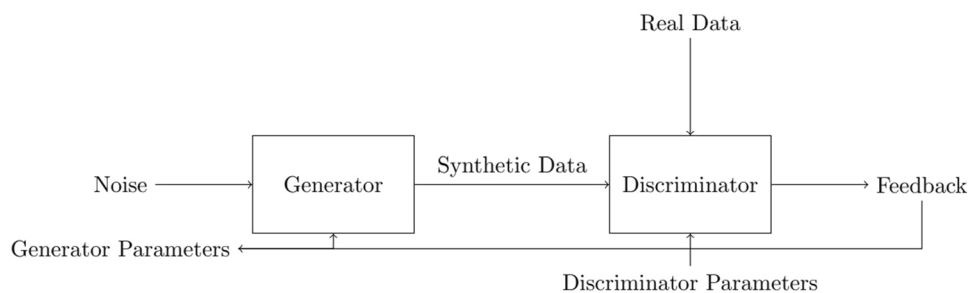 Real Data
Synthetic Data
Noise
Generator
Discriminator
Feedback
Generator Parameters
Discriminator Parameters